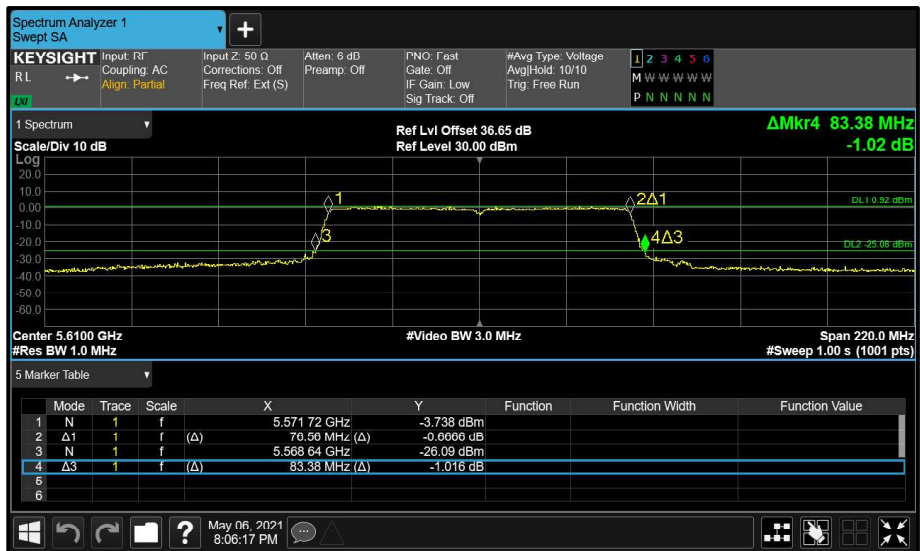 Spectrum Analyzer 1
Swept SA
+
KEYSIGHT
RL
LXI
Input: RF
Coupling: AC
Align: Partial
Input Z: 50 Ω
Corrections: Off
Freq Ref: Ext (S)
Atten: 6 dB
Preamp: Off
PNO: Fast
Gate: Off
IF Gain: Low
Sig Track: Off
#Avg Type: Voltage
Avg|Hold: 10/10
Trig: Free Run
1 2 3 4 5 6
M W W W W W
P N N N N N
1 Spectrum
Scale/Div 10 dB
Ref Lvl Offset 36.65 dB
Ref Level 30.00 dBm
ΔMkr4 83.38 MHz
-1.02 dB
Log
20.0
10.0
0.00
-10.0
-20.0
-30.0
-40.0
-50.0
-60.0
1
2Δ1
3
4Δ3
DL1 0.92 dBm
DL2 -25.08 dBm
Center 5.6100 GHz
#Video BW 3.0 MHz
Span 220.0 MHz
#Res BW 1.0 MHz
#Sweep 1.00 s (1001 pts)
5 Marker Table
Mode Trace Scale X Y Function Function Width Function Value
1 N 1 f 5.571 72 GHz -3.738 dBm
2 Δ1 1 f (Δ) 76.56 MHz (Δ) -0.6666 dB
3 N 1 f 5.568 64 GHz -26.09 dBm
4 Δ3 1 f (Δ) 83.38 MHz (Δ) -1.016 dB
5
6
?
May 06, 2021
8:06:17 PM